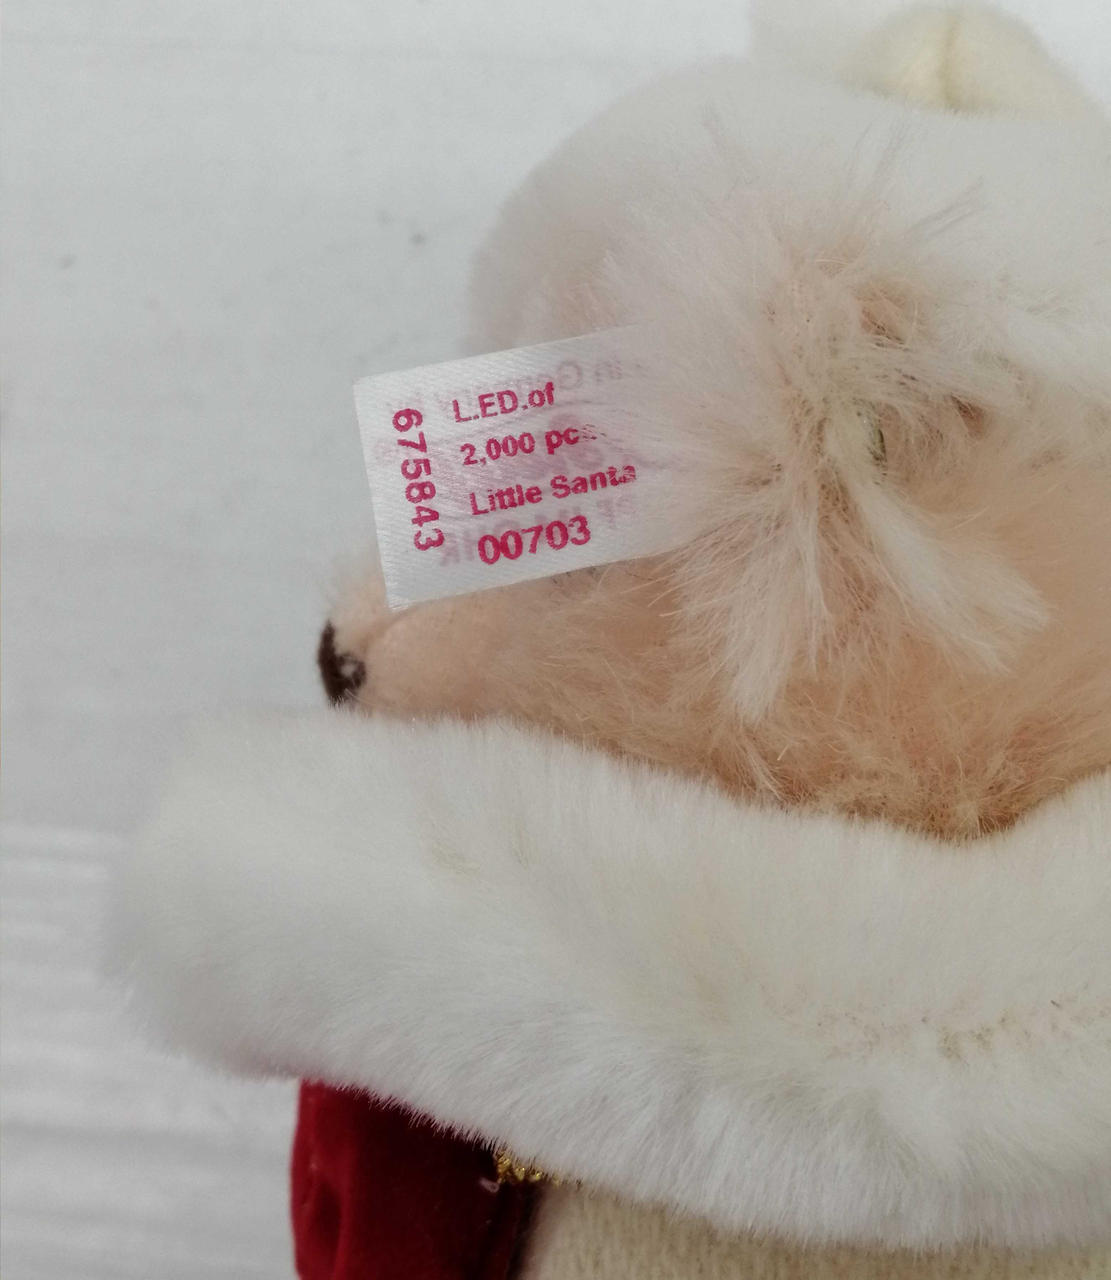 L.ED.of
2,000 pcs.
Little Santa
00703
675843